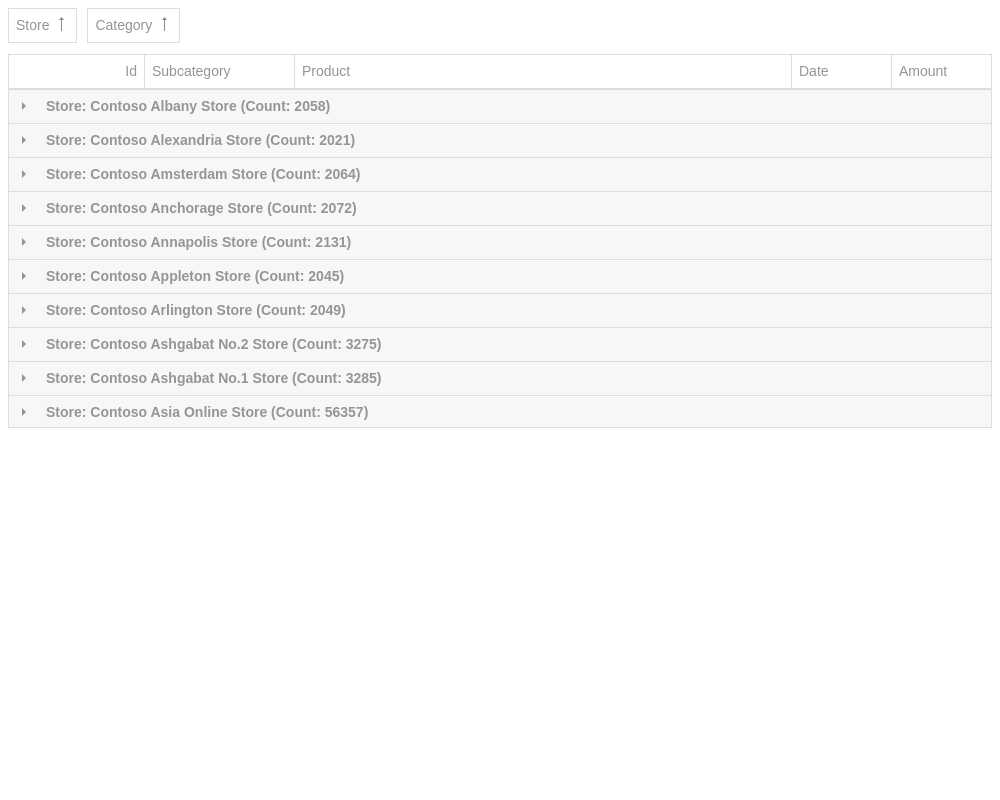 Store Category
Id Subcategory Product Date Amount
Store: Contoso Albany Store (Count: 2058)
Store: Contoso Alexandria Store (Count: 2021)
Store: Contoso Amsterdam Store (Count: 2064)
Store: Contoso Anchorage Store (Count: 2072)
Store: Contoso Annapolis Store (Count: 2131)
Store: Contoso Appleton Store (Count: 2045)
Store: Contoso Arlington Store (Count: 2049)
Store: Contoso Ashgabat No.2 Store (Count: 3275)
Store: Contoso Ashgabat No.1 Store (Count: 3285)
Store: Contoso Asia Online Store (Count: 56357)